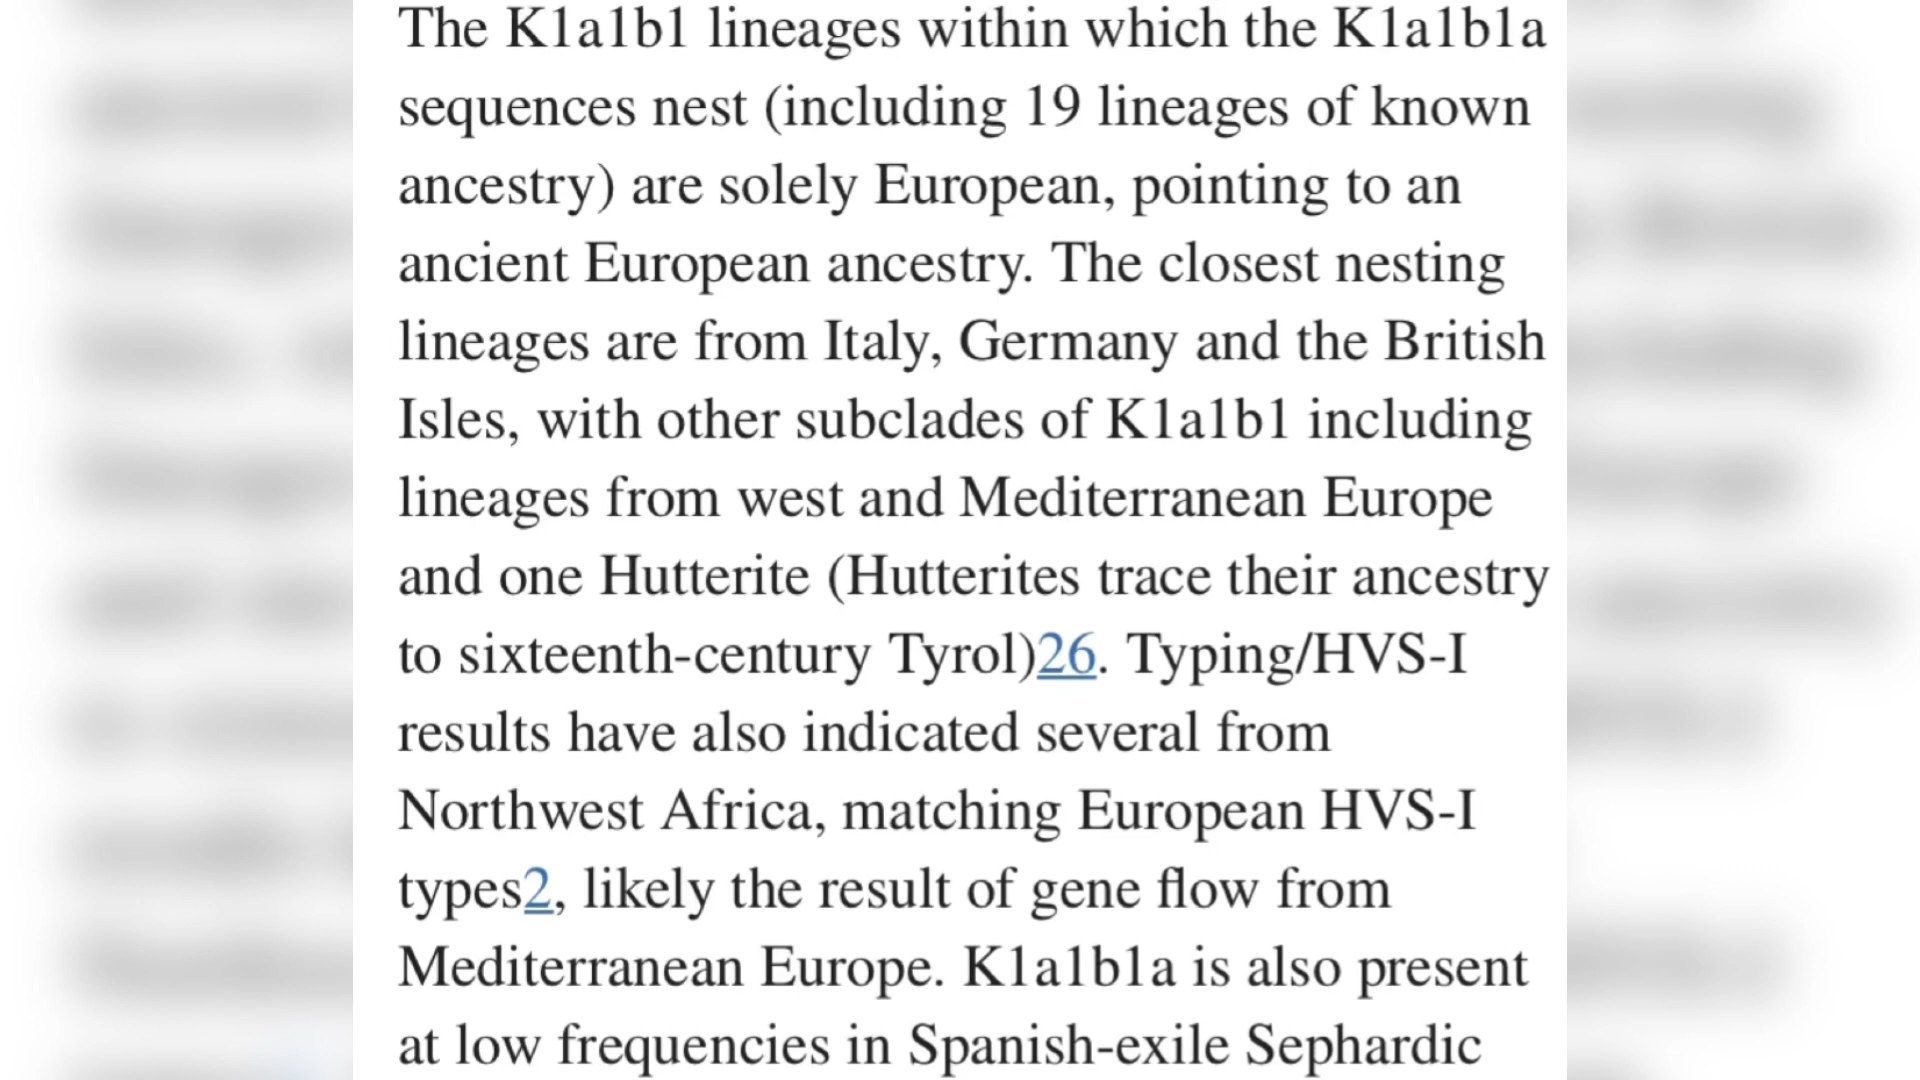 The K1a1b1 lineages within which the K1a1b1a
sequences nest (including 19 lineages of known
ancestry) are solely European, pointing to an
ancient European ancestry. The closest nesting
lineages are from Italy, Germany and the British
Isles, with other subclades of K1a1b1 including
lineages from west and Mediterranean Europe
and one Hutterite (Hutterites trace their ancestry
to sixteenth-century Tyrol)26. Typing/HVS-I
results have also indicated several from
Northwest Africa, matching European HVS-I
types2, likely the result of gene flow from
Mediterranean Europe. K1a1b1a is also present
at low frequencies in Spanish-exile Sephardic